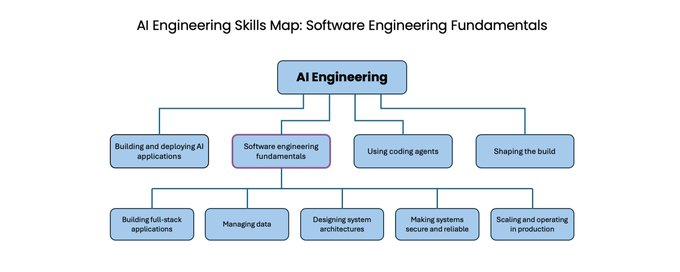 AI Engineering Skills Map: Software Engineering Fundamentals
AI Engineering
Building and deploying AI
applications
Software engineering
fundamentals
Using coding agents
Shaping the build
Building full-stack
applications
Managing data
Designing system
architectures
Making systems
secure and reliable
Scaling and operating
in production